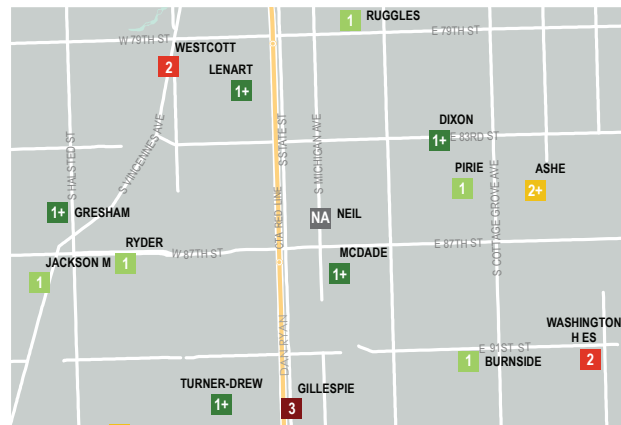 1
RUGGLES
W 79TH ST
E 79TH ST
WESTCOTT
2
LENART
1+
S HALSTED ST
S VINCENNES AVE
S STATE ST
CTA RED LINE
DAN RYAN
S MICHIGAN AVE
DIXON
1+
E 83RD ST
PIRIE
1
ASHE
2+
S COTTAGE GROVE AVE
1+
GRESHAM
NA
NEIL
RYDER
1
W 87TH ST
E 87TH ST
JACKSON M
1
MCDADE
1+
WASHINGTON
H ES
2
E 91ST ST
1
BURNSIDE
TURNER-DREW
1+
GILLESPIE
3